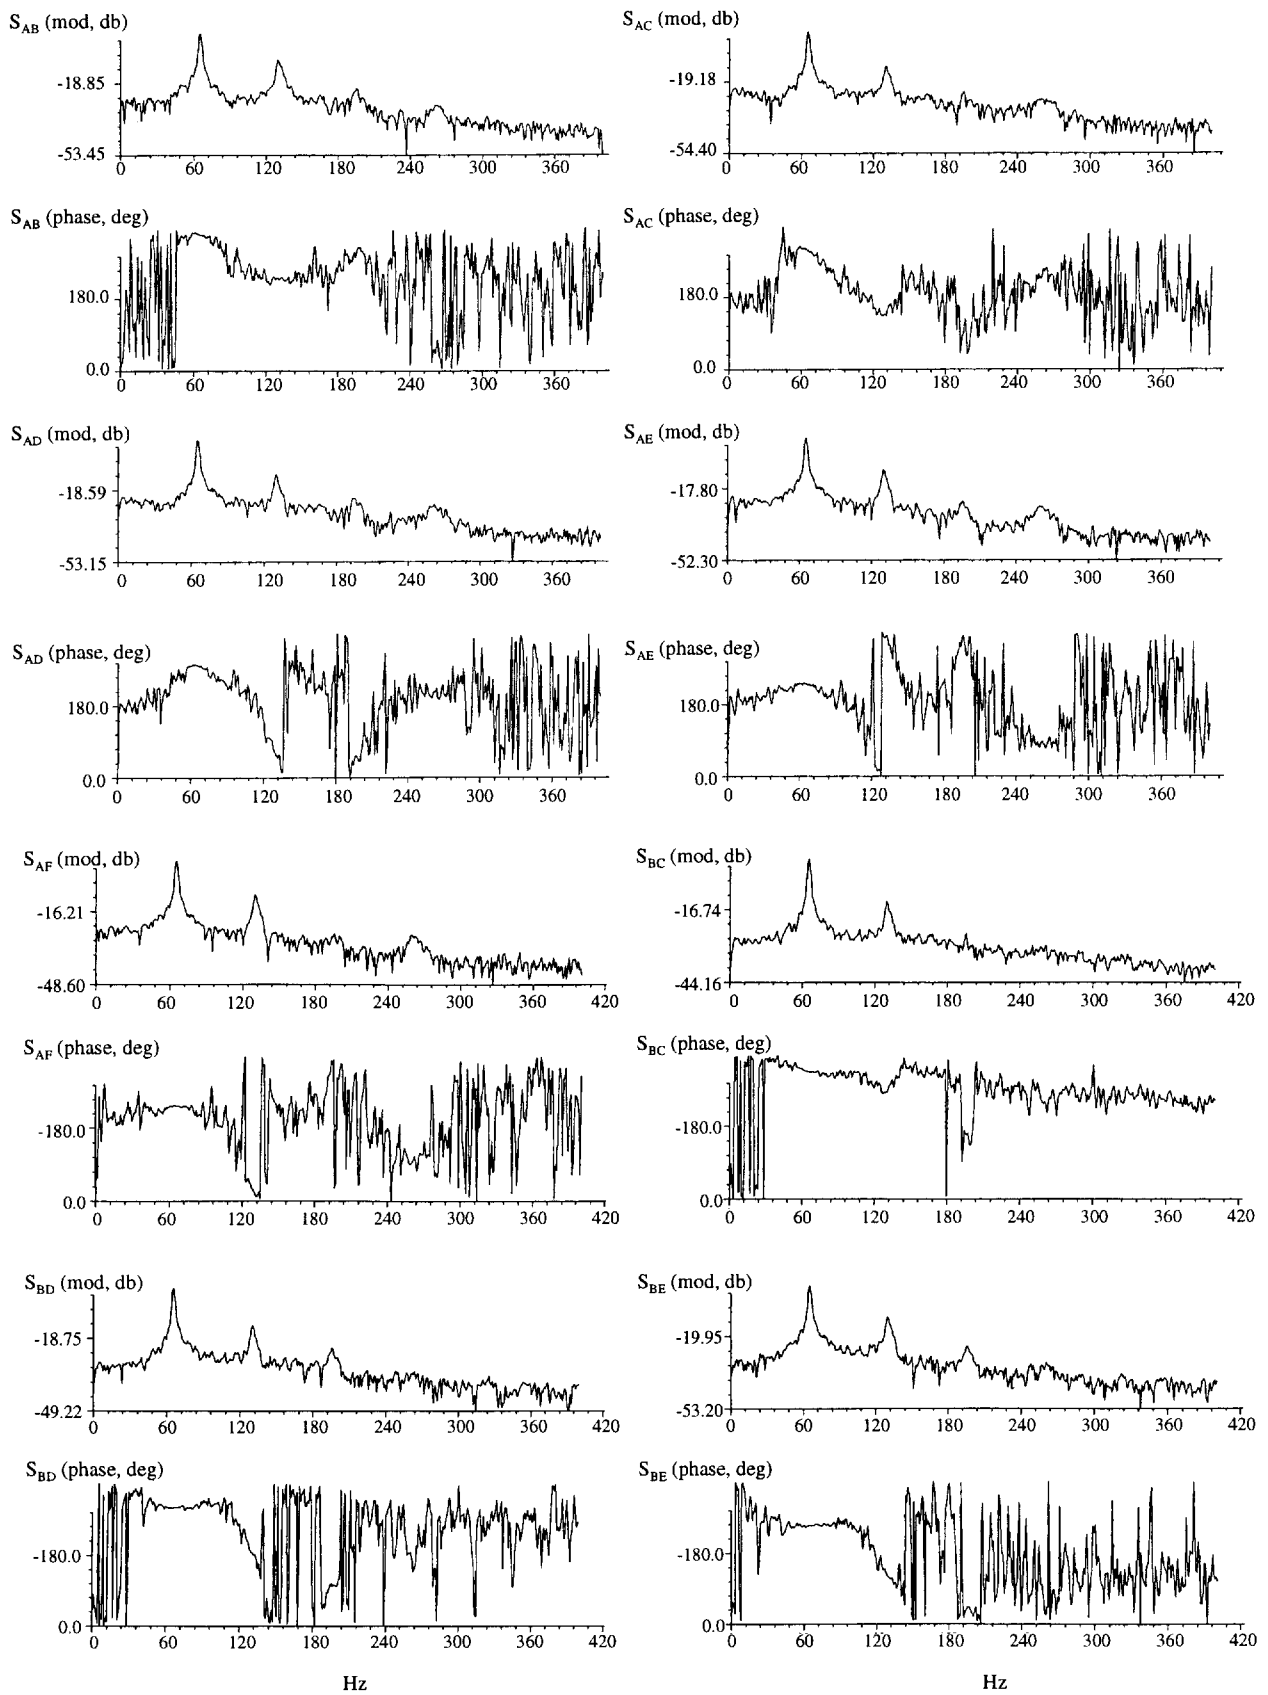 S_AB (mod, db)
-18.85
-53.45
0 60 120 180 240 300 360
S_AC (mod, db)
-19.18
-54.40
0 60 120 180 240 300 360
S_AB (phase, deg)
180.0
0.0
0 60 120 180 240 300 360
S_AC (phase, deg)
180.0
0.0
0 60 120 180 240 300 360
S_AD (mod, db)
-18.59
-53.15
0 60 120 180 240 300 360
S_AE (mod, db)
-17.80
-52.30
0 60 120 180 240 300 360
S_AD (phase, deg)
180.0
0.0
0 60 120 180 240 300 360
S_AE (phase, deg)
180.0
0.0
0 60 120 180 240 300 360
S_AF (mod, db)
-16.21
-48.60
0 60 120 180 240 300 360 420
S_BC (mod, db)
-16.74
-44.16
0 60 120 180 240 300 360 420
S_AF (phase, deg)
-180.0
0.0
0 60 120 180 240 300 360 420
S_BC (phase, deg)
-180.0
0.0
0 60 120 180 240 300 360 420
S_BD (mod, db)
-18.75
-49.22
0 60 120 180 240 300 360 420
S_BE (mod, db)
-19.95
-53.20
0 60 120 180 240 300 360 420
S_BD (phase, deg)
-180.0
0.0
0 60 120 180 240 300 360 420
Hz
S_BE (phase, deg)
-180.0
0.0
0 60 120 180 240 300 360 420
Hz